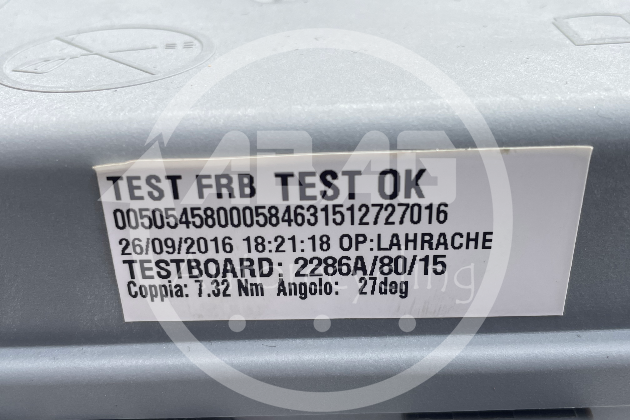 TEST FRB TEST OK
00505458000584631512727016
26/09/2016 18:21:18 OP:LAHRACHE
TESTBOARD: 2286A/80/15
Coppia: 7.32 Nm Angolo: 27deg